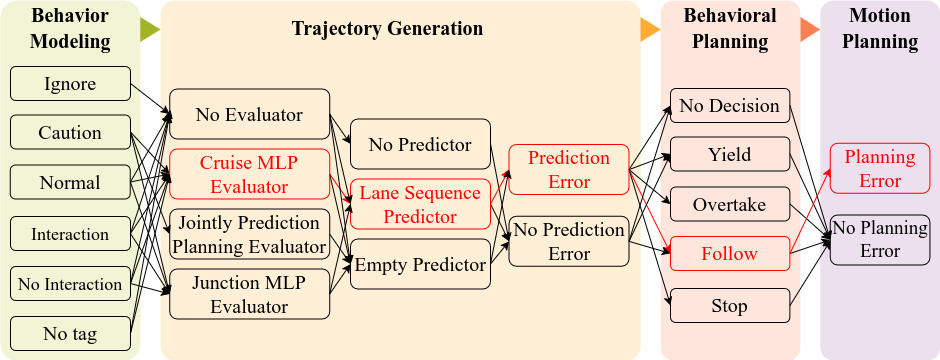 Behavior
Modeling
Trajectory Generation
Behavioral
Planning
Motion
Planning
Ignore
Caution
Normal
Interaction
No Interaction
No tag
No Evaluator
Cruise MLP
Evaluator
Jointly Prediction
Planning Evaluator
Junction MLP
Evaluator
No Predictor
Lane Sequence
Predictor
Empty Predictor
Prediction
Error
No Prediction
Error
No Decision
Yield
Overtake
Follow
Stop
Planning
Error
No Planning
Error